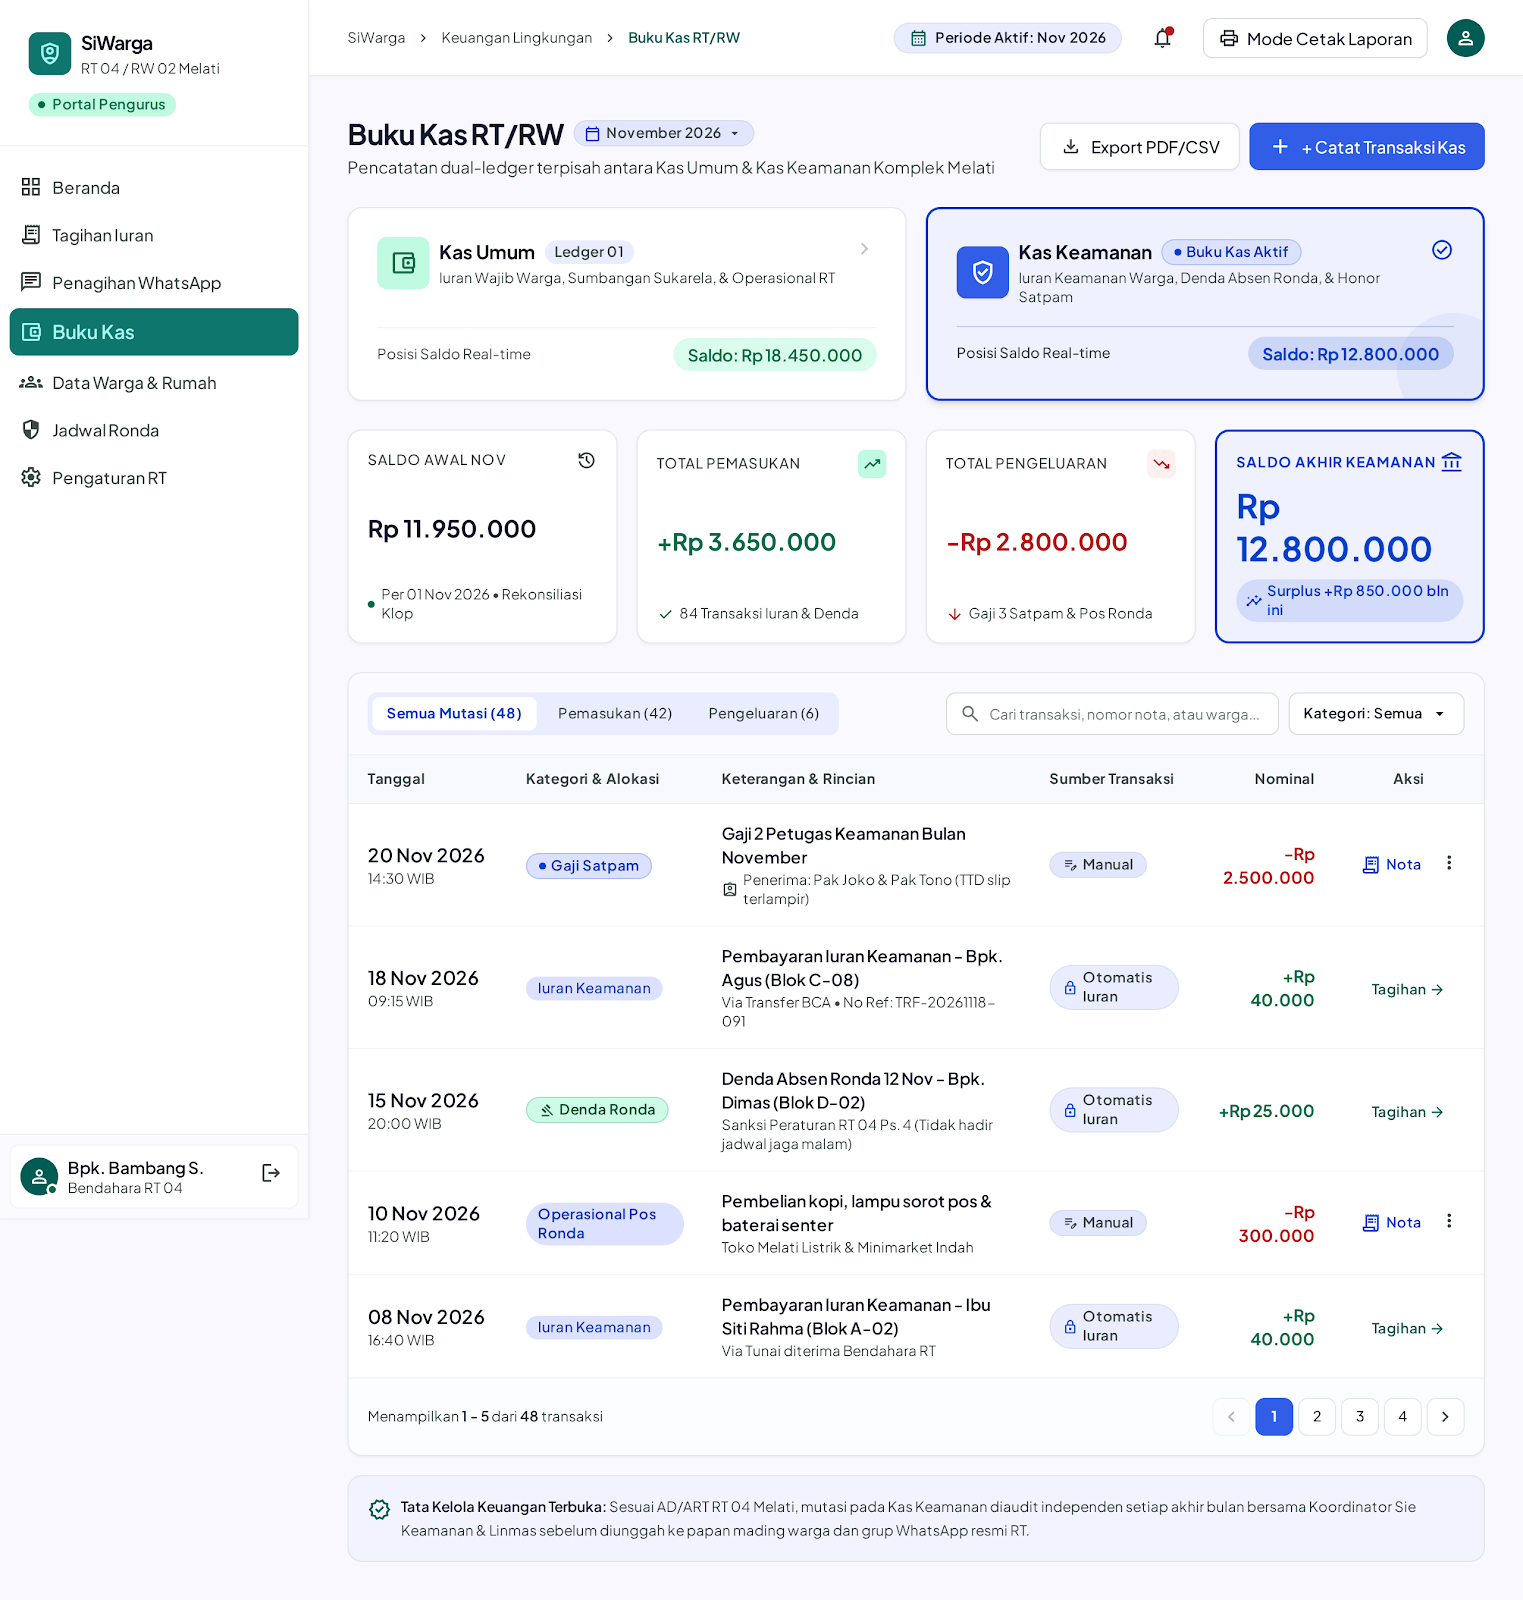 SiWarga
RT 04 / RW 02 Melati
Portal Pengurus
Beranda
Tagihan Iuran
Penagihan WhatsApp
Buku Kas
Data Warga & Rumah
Jadwal Ronda
Pengaturan RT
Bpk. Bambang S.
Bendahara RT 04
SiWarga > Keuangan Lingkungan > Buku Kas RT/RW
Periode Aktif: Nov 2026
Mode Cetak Laporan
Buku Kas RT/RW
November 2026
Pencatatan dual-ledger terpisah antara Kas Umum & Kas Keamanan Komplek Melati
Export PDF/CSV
+ Catat Transaksi Kas
Kas Umum
Ledger 01
Iuran Wajib Warga, Sumbangan Sukarela, & Operasional RT
Posisi Saldo Real-time
Saldo: Rp 18.450.000
Kas Keamanan
Buku Kas Aktif
Iuran Keamanan Warga, Denda Absen Ronda, & Honor
Satpam
Posisi Saldo Real-time
Saldo: Rp 12.800.000
SALDO AWAL NOV
Rp 11.950.000
Per 01 Nov 2026 • Rekonsiliasi
Klop
TOTAL PEMASUKAN
+Rp 3.650.000
84 Transaksi Iuran & Denda
TOTAL PENGELUARAN
-Rp 2.800.000
Gaji 3 Satpam & Pos Ronda
SALDO AKHIR KEAMANAN
Rp
12.800.000
Surplus +Rp 850.000 bln
ini
Semua Mutasi (48)
Pemasukan (42)
Pengeluaran (6)
Cari transaksi, nomor nota, atau warga...
Kategori: Semua
Tanggal
Kategori & Alokasi
Keterangan & Rincian
Sumber Transaksi
Nominal
Aksi
20 Nov 2026
14:30 WIB
Gaji Satpam
Gaji 2 Petugas Keamanan Bulan
November
Penerima: Pak Joko & Pak Tono (TTD slip
terlampir)
Manual
-Rp
2.500.000
Nota
18 Nov 2026
09:15 WIB
Iuran Keamanan
Pembayaran Iuran Keamanan - Bpk.
Agus (Blok C-08)
Via Transfer BCA • No Ref: TRF-20261118-
091
Otomatis
Iuran
+Rp
40.000
Tagihan →
15 Nov 2026
20:00 WIB
Denda Ronda
Denda Absen Ronda 12 Nov - Bpk.
Dimas (Blok D-02)
Sanksi Peraturan RT 04 Ps. 4 (Tidak hadir
jadwal jaga malam)
Otomatis
Iuran
+Rp 25.000
Tagihan →
10 Nov 2026
11:20 WIB
Operasional Pos
Ronda
Pembelian kopi, lampu sorot pos &
baterai senter
Toko Melati Listrik & Minimarket Indah
Manual
-Rp
300.000
Nota
08 Nov 2026
16:40 WIB
Iuran Keamanan
Pembayaran Iuran Keamanan - Ibu
Siti Rahma (Blok A-02)
Via Tunai diterima Bendahara RT
Otomatis
Iuran
+Rp
40.000
Tagihan →
Menampilkan 1 - 5 dari 48 transaksi
1
2
3
4
Tata Kelola Keuangan Terbuka: Sesuai AD/ART RT 04 Melati, mutasi pada Kas Keamanan diaudit independen setiap akhir bulan bersama Koordinator Sie
Keamanan & Linmas sebelum diunggah ke papan mading warga dan grup WhatsApp resmi RT.